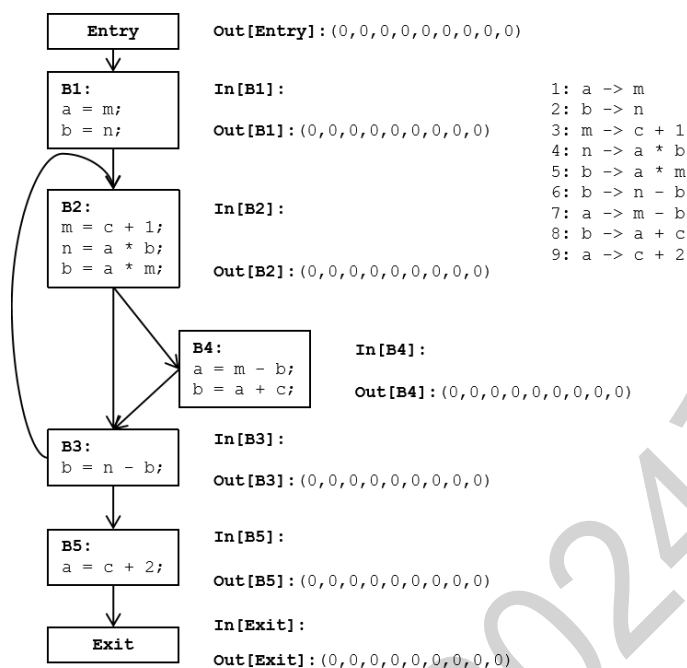 Entry
Out[Entry]:(0,0,0,0,0,0,0,0,0)
B1:
a = m;
b = n;
In[B1]:
Out[B1]:(0,0,0,0,0,0,0,0,0)
1: a -> m
2: b -> n
3: m -> c + 1
4: n -> a * b
5: b -> a * m
6: b -> n - b
7: a -> m - b
8: b -> a + c
9: a -> c + 2
B2:
m = c + 1;
n = a * b;
b = a * m;
In[B2]:
Out[B2]:(0,0,0,0,0,0,0,0,0)
B4:
a = m - b;
b = a + c;
In[B4]:
Out[B4]:(0,0,0,0,0,0,0,0,0)
B3:
b = n - b;
In[B3]:
Out[B3]:(0,0,0,0,0,0,0,0,0)
B5:
a = c + 2;
In[B5]:
Out[B5]:(0,0,0,0,0,0,0,0,0)
Exit
In[Exit]:
Out[Exit]:(0,0,0,0,0,0,0,0,0)
024